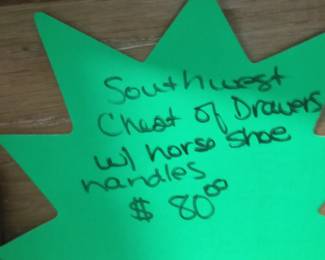 Southwest
Chest of Drawers
w/ horse shoe
handles
$ 80⁰⁰